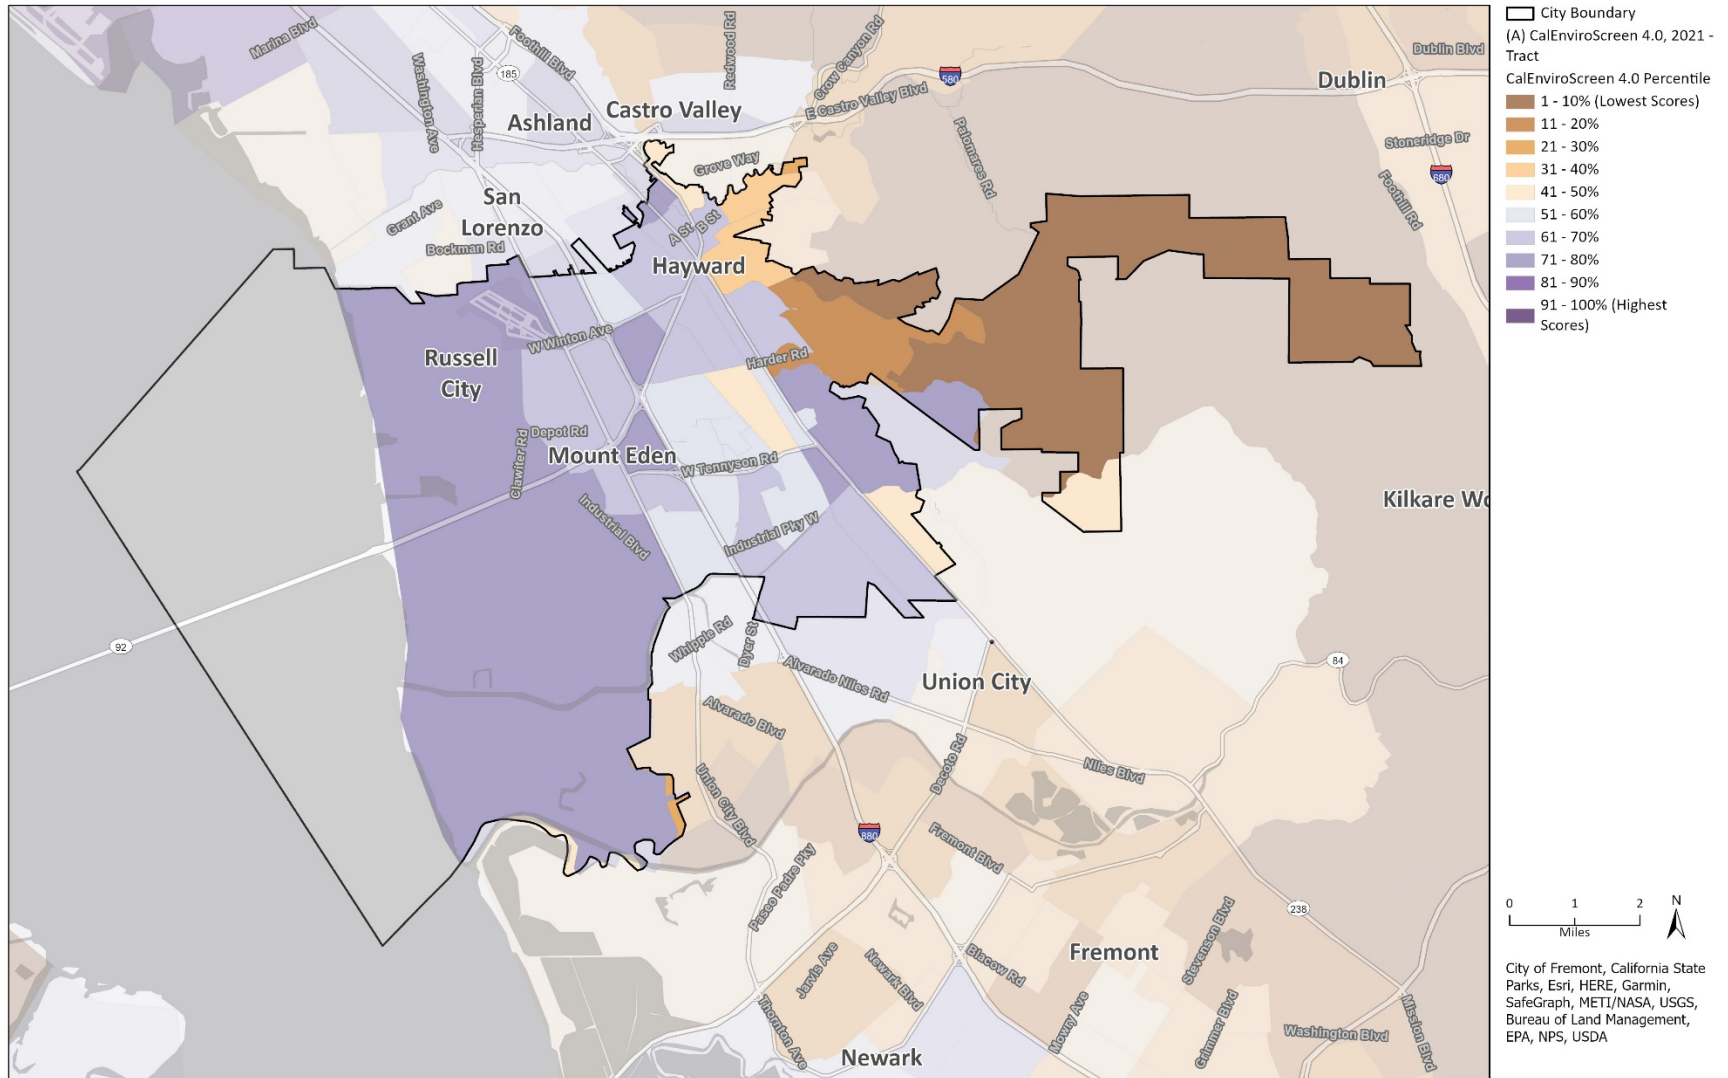 City Boundary
(A) CalEnviroScreen 4.0, 2021 -
Tract
CalEnviroScreen 4.0 Percentile
1 - 10% (Lowest Scores)
11 - 20%
21 - 30%
31 - 40%
41 - 50%
51 - 60%
61 - 70%
71 - 80%
81 - 90%
91 - 100% (Highest
Scores)
Marina Blvd
Washington Ave
Hesperian Blvd
185
Foothill Blvd
Redwood Rd
Crow Canyon Rd
E Castro Valley Blvd
580
Dublin Blvd
Dublin
Castro Valley
Ashland
Stoneridge Dr
680
Foothill Rd
Palomares Rd
Grove Way
San
Lorenzo
Grant Ave
Bockman Rd
A St
B St
Hayward
W Winton Ave
Harder Rd
Russell
City
Depot Rd
Clawiter Rd
Mount Eden
W Tennyson Rd
Industrial Blvd
Industrial Pky W
Kilkare Wo
92
Whipple Rd
Dyer St
Alvarado Niles Rd
Union City
84
Alvarado Blvd
Union City Blvd
Decoto Rd
Niles Blvd
880
Fremont Blvd
Paseo Padre Pky
238
Stevenson Blvd
Fremont
Jarvis Ave
Newark Blvd
Blacow Rd
Mowry Ave
Grimmer Blvd
Washington Blvd
Mission Blvd
Thornton Ave
Newark
0 1 2
Miles
N
City of Fremont, California State
Parks, Esri, HERE, Garmin,
SafeGraph, METI/NASA, USGS,
Bureau of Land Management,
EPA, NPS, USDA